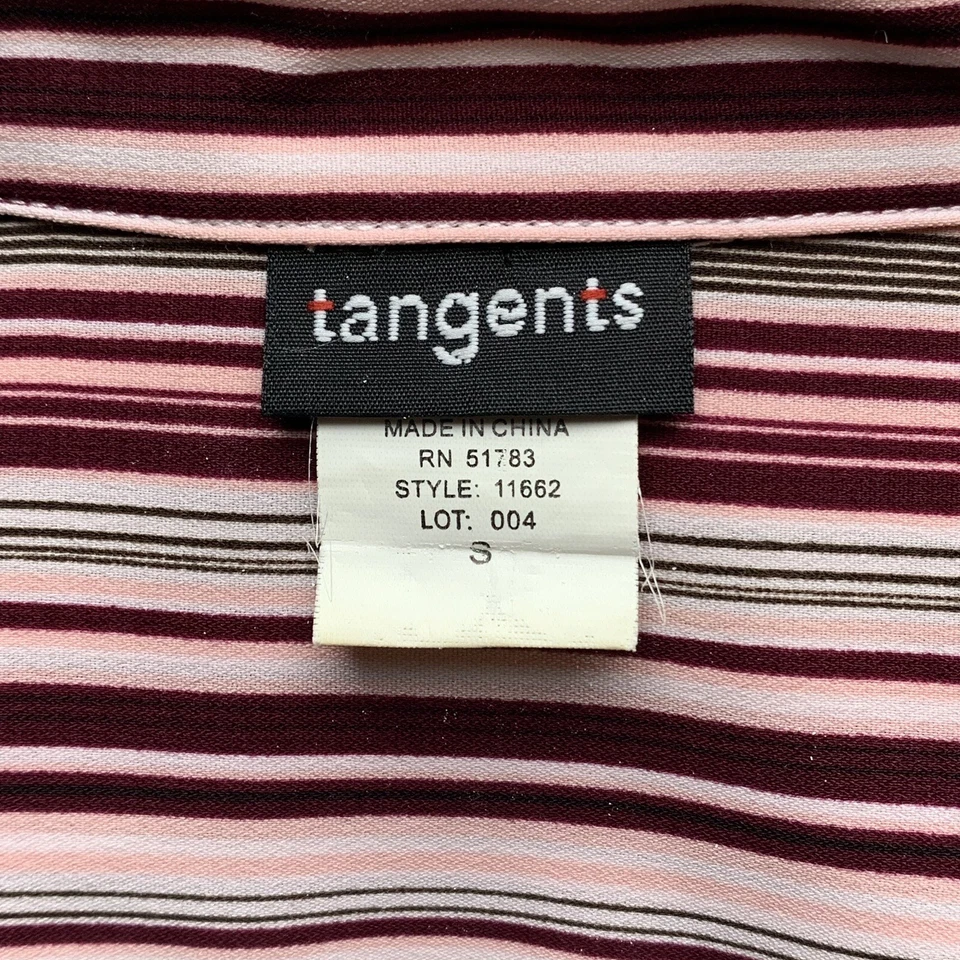 tangents
MADE IN CHINA
RN 51783
STYLE: 11662
LOT: 004
S